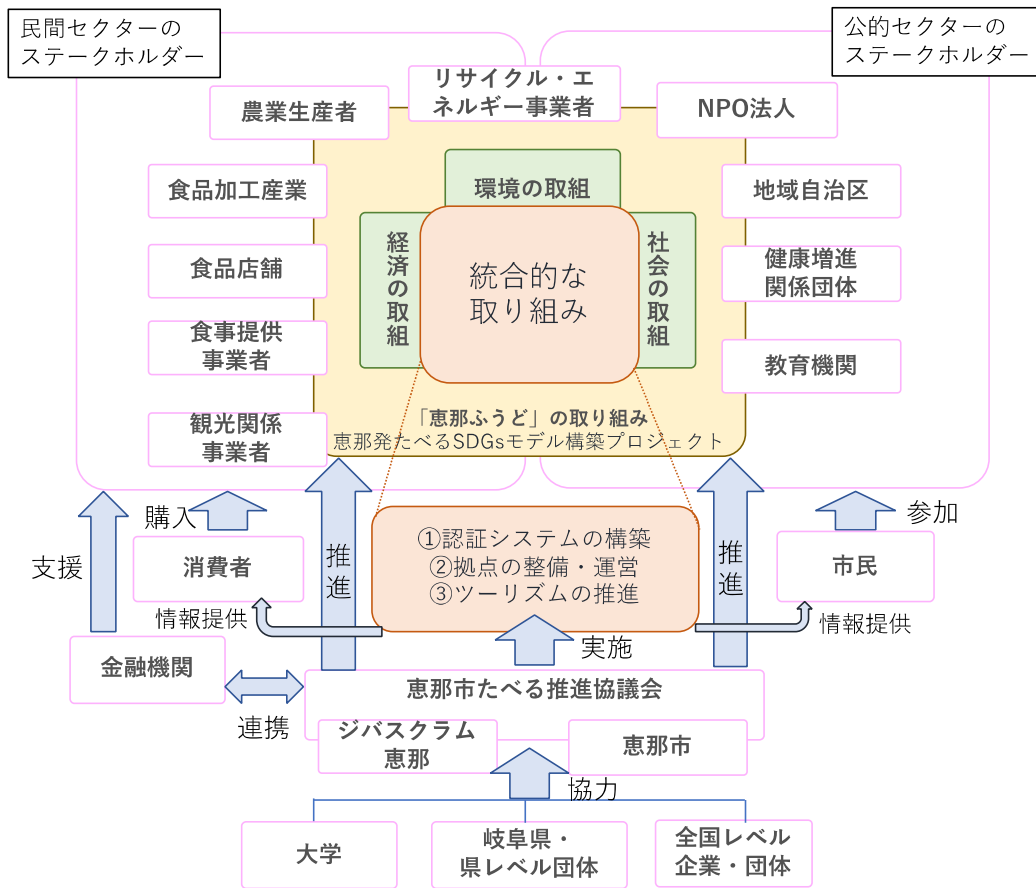 民間セクターの
ステークホルダー
公的セクターの
ステークホルダー
リサイクル・エ
ネルギー事業者
農業生産者
NPO法人
食品加工産業
環境の取組
地域自治区
経済の取組
統合的な
取り組み
社会の取組
食品店舗
健康増進
関係団体
食事提供
事業者
教育機関
観光関係
事業者
「恵那ふうど」の取り組み
恵那発たべるSDGsモデル構築プロジェクト
購入
支援
推進
①認証システムの構築
②拠点の整備・運営
③ツーリズムの推進
推進
参加
消費者
市民
情報提供
情報提供
実施
金融機関
連携
恵那市たべる推進協議会
ジバスクラム
恵那
恵那市
協力
大学
岐阜県・
県レベル団体
全国レベル
企業・団体